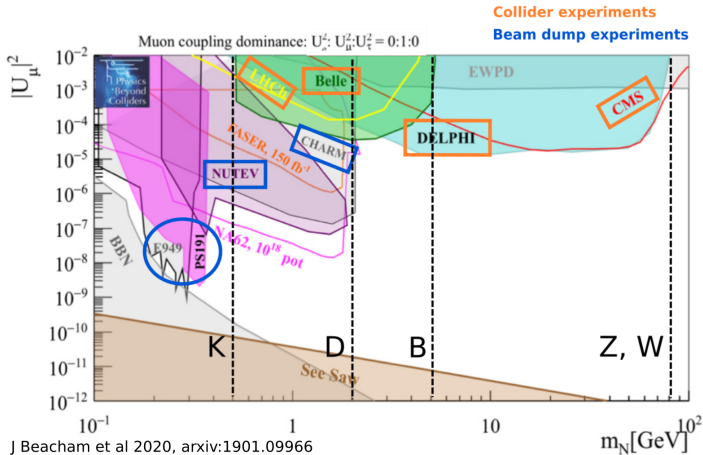 Collider experiments
Beam dump experiments
Muon coupling dominance: U²ₑ: U²μ:U²τ = 0:1:0
|Uμ|²
10⁻²
10⁻³
10⁻⁴
10⁻⁵
10⁻⁶
10⁻⁷
10⁻⁸
10⁻⁹
10⁻¹⁰
10⁻¹¹
10⁻¹²
Physics
Beyond
Colliders
LHCb
Belle
EWPD
CMS
FASER, 150 fb⁻¹
CHARM
DELPHI
NUTEV
NA62, 10¹⁸ pot
E949
PS191
BBN
K
D
B
Z, W
See Saw
10⁻¹
1
10
10²
mN[GeV]
J Beacham et al 2020, arxiv:1901.09966